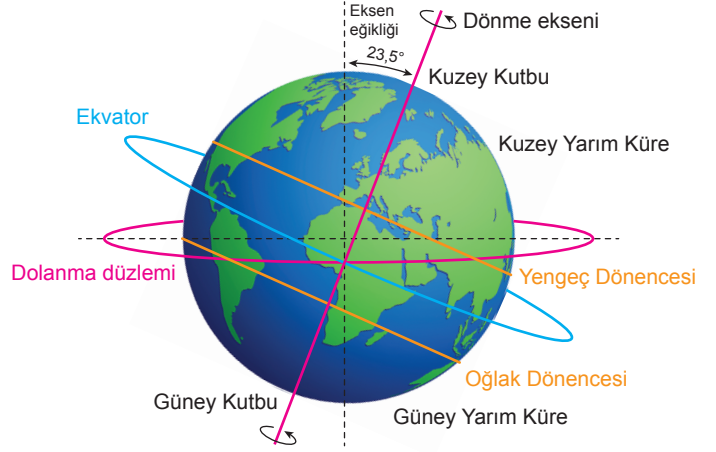 Eksen
eğikliği
Dönme ekseni
23,5°
Kuzey Kutbu
Ekvator
Kuzey Yarım Küre
Dolanma düzlemi
Yengeç Dönencesi
Oğlak Dönencesi
Güney Kutbu
Güney Yarım Küre